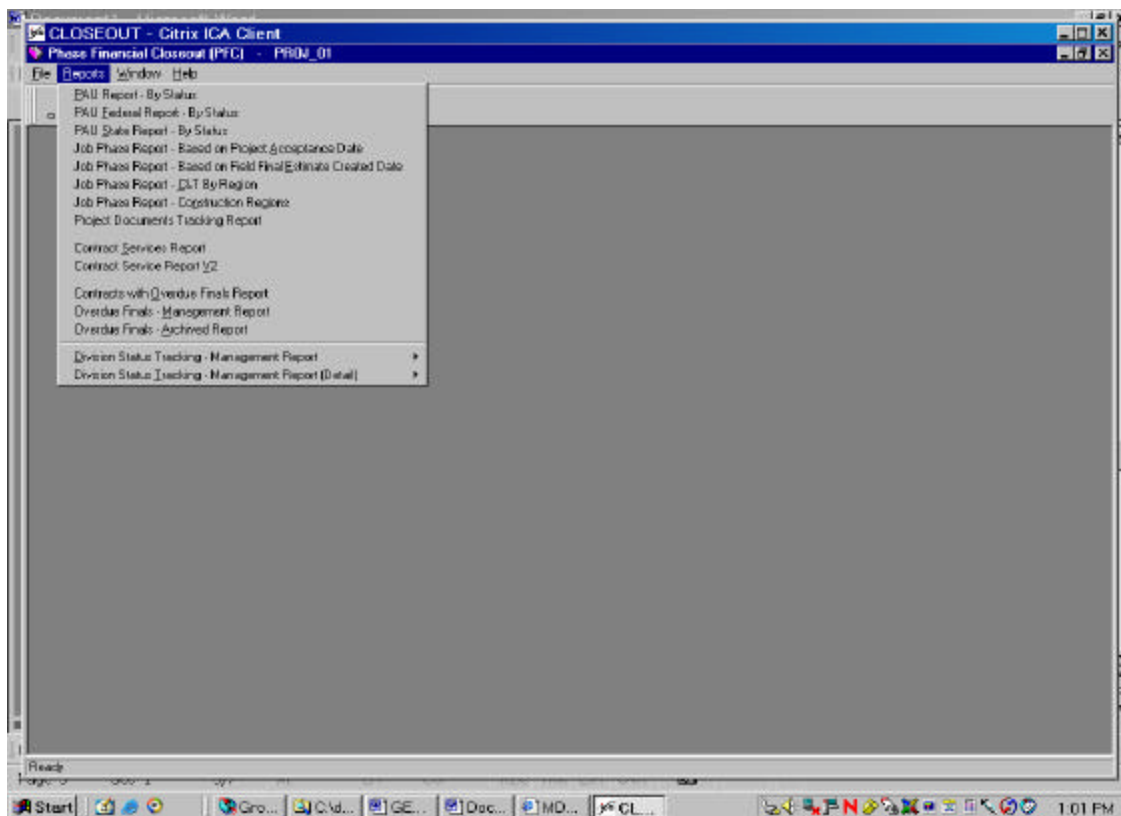 CLOSEOUT - Citrix ICA Client
Phase Financial Closeout (PFC) - PROJ_01
File Reports Window Help
PAU Report - By Status
PAU Federal Report - By Status
PAU State Report - By Status
Job Phase Report - Based on Project Acceptance Date
Job Phase Report - Based on Field Final Estimate Created Date
Job Phase Report - C&T By Region
Job Phase Report - Construction Regions
Project Documents Tracking Report
Contract Services Report
Contract Service Report V2
Contracts with Overdue Finals Report
Overdue Finals - Management Report
Overdue Finals - Archived Report
Division Status Tracking - Management Report
Division Status Tracking - Management Report (Detail)
Ready
Start Gro... C:\d... GE... Doc... MD... CL... 1:01 PM